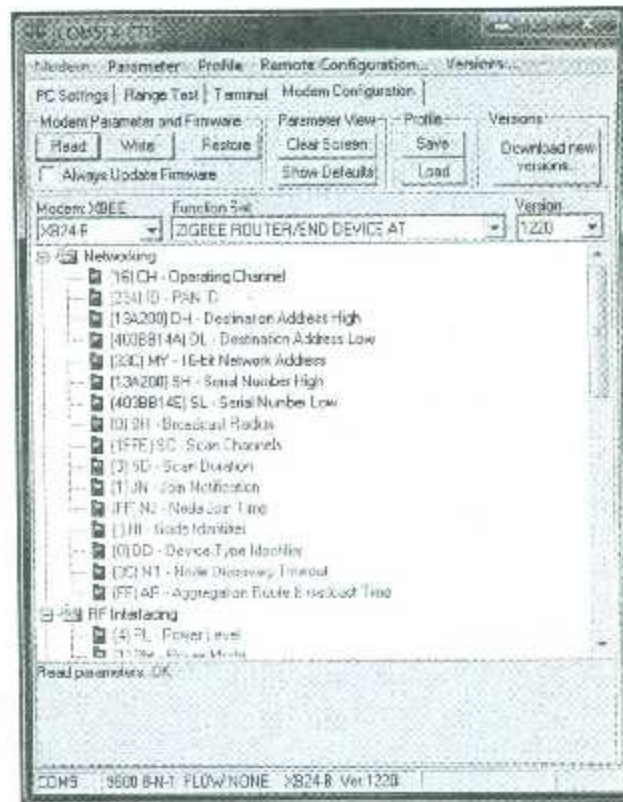 Modem Parameter Profile Remote Configuration... Versions...
PC Settings Range Test Terminal Modem Configuration
Modem Parameter and Firmware Parameter View Profile Versions
Read Write Restore Clear Screen Save Download new versions...
Always Update Firmware Show Defaults Load
Modem: XBEE Function Set Version
XB24-B ZIGBEE ROUTER/END DEVICE AT 1220
Networking
(16) CH - Operating Channel
(234) ID - PAN ID
(13A200) DH - Destination Address High
(403BB14A) DL - Destination Address Low
(33C) MY - 16-bit Network Address
(13A200) SH - Serial Number High
(403BB14E) SL - Serial Number Low
(0) BH - Broadcast Radius
(1FFE) SC - Scan Channels
(3) SD - Scan Duration
(1) JN - Join Notification
(FF) NJ - Node Join Time
( ) NI - Node Identifier
(0) DD - Device Type Identifier
(3C) NT - Node Discovery Timeout
(FF) AR - Aggregation Route Broadcast Time
RF Interfacing
(4) PL - Power Level
Power Mode
Read parameters..OK
COM5 9600 8-N-1 FLOW:NONE XB24-B Ver:1220